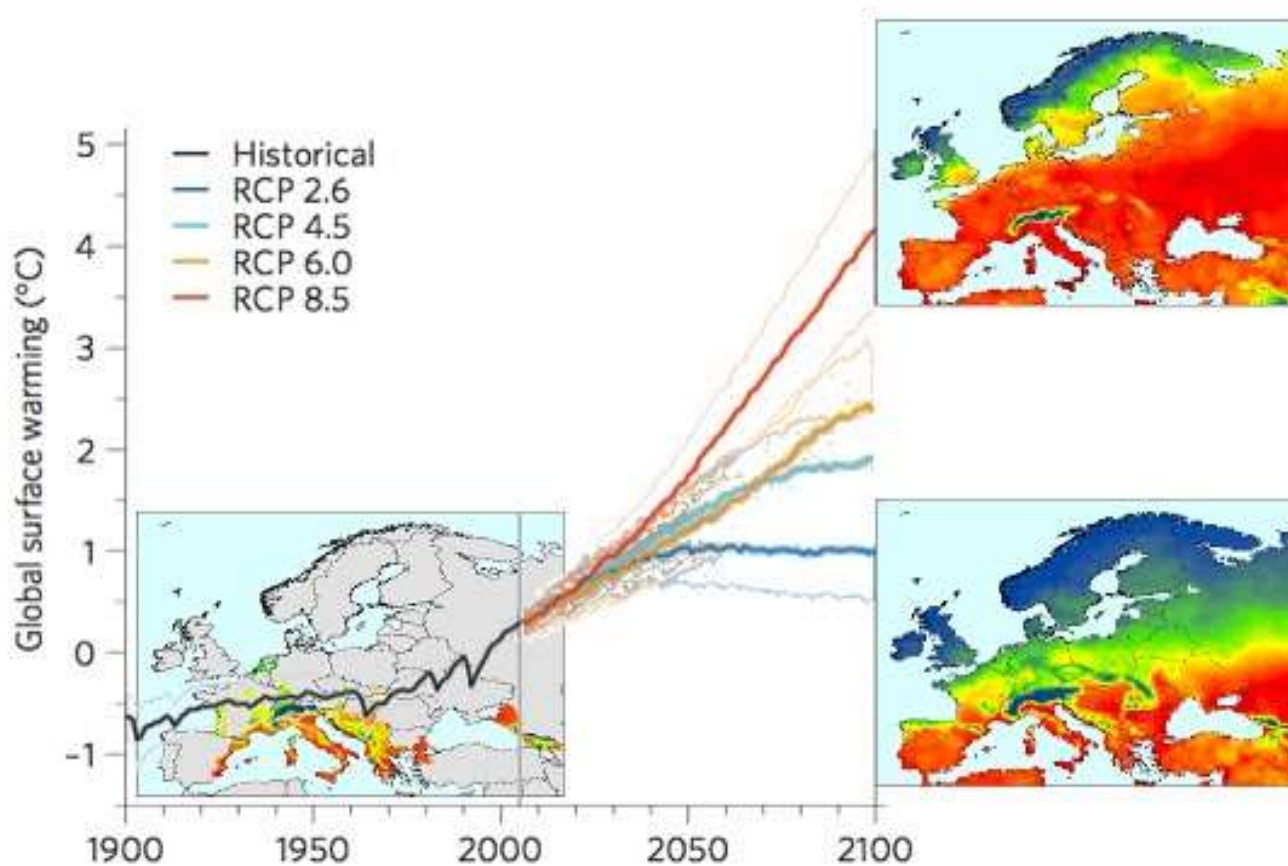 5
4
3
2
1
0
-1
Global surface warming (°C)
Historical
RCP 2.6
RCP 4.5
RCP 6.0
RCP 8.5
1900 1950 2000 2050 2100